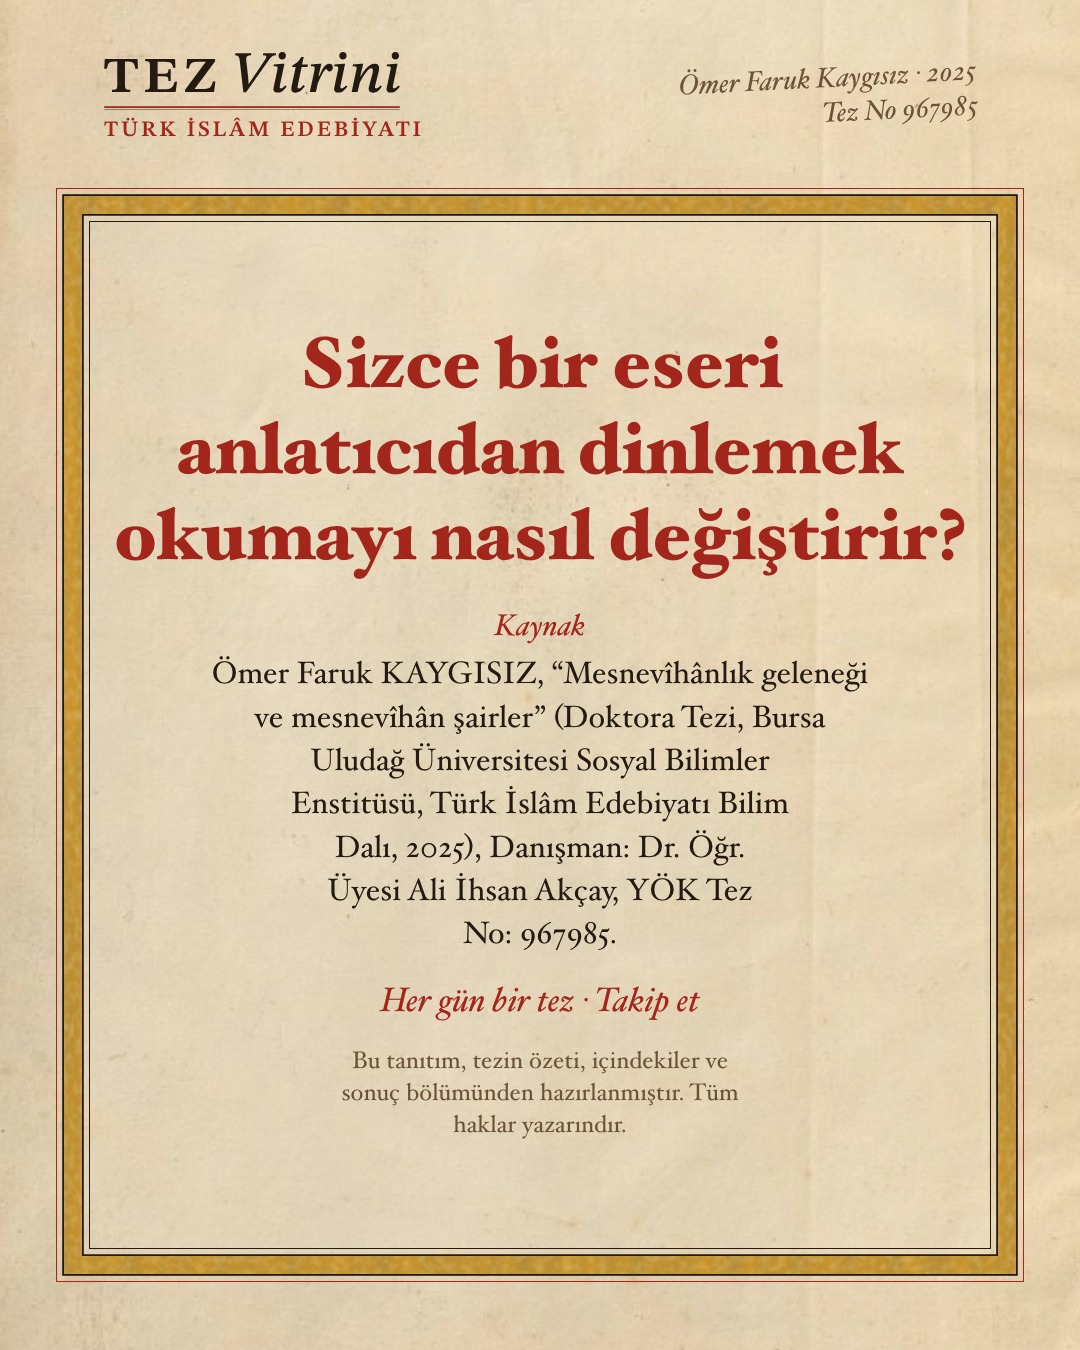 TEZ Vitrini
TÜRK İSLÂM EDEBİYATI
Ömer Faruk Kaygısız · 2025
Tez No 967985
Sizce bir eseri
anlatıcıdan dinlemek
okumayı nasıl değiştirir?
Kaynak
Ömer Faruk KAYGISIZ, “Mesnevîhânlık geleneği
ve mesnevîhân şairler” (Doktora Tezi, Bursa
Uludağ Üniversitesi Sosyal Bilimler
Enstitüsü, Türk İslâm Edebiyatı Bilim
Dalı, 2025), Danışman: Dr. Öğr.
Üyesi Ali İhsan Akçay, YÖK Tez
No: 967985.
Her gün bir tez · Takip et
Bu tanıtım, tezin özeti, içindekiler ve
sonuç bölümünden hazırlanmıştır. Tüm
haklar yazarındır.